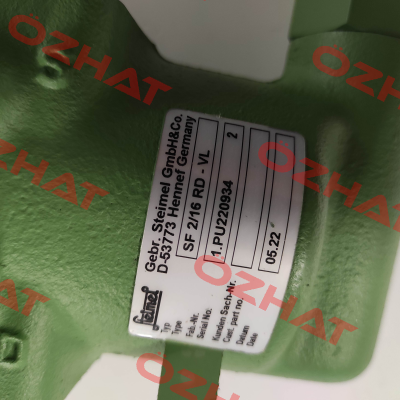 Gebr. Steimel GmbH&Co.
D-53773 Hennef Germany
Steimel
Typ
Type
SF 2/16 RD - VL
Fab.-Nr.
Serial No.
1.PU220934
2
Kunden Sach-Nr.
Cust. part no.
Datum
Date
05.22
OZHAT
OZHAT
OZHAT
OZHAT
OZHAT
OZHAT